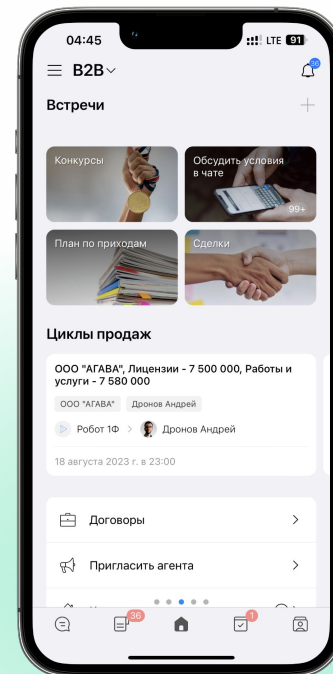 04:45
LTE 91
B2B
36
Встречи
Конкурсы
Обсудить условия
в чате
99+
План по приходам
Сделки
Циклы продаж
ООО "АГАВА", Лицензии - 7 500 000, Работы и
услуги - 7 580 000
ООО "АГАВА" Дронов Андрей
Робот 1Ф > Дронов Андрей
18 августа 2023 г. в 23:00
Договоры
Пригласить агента
36
1